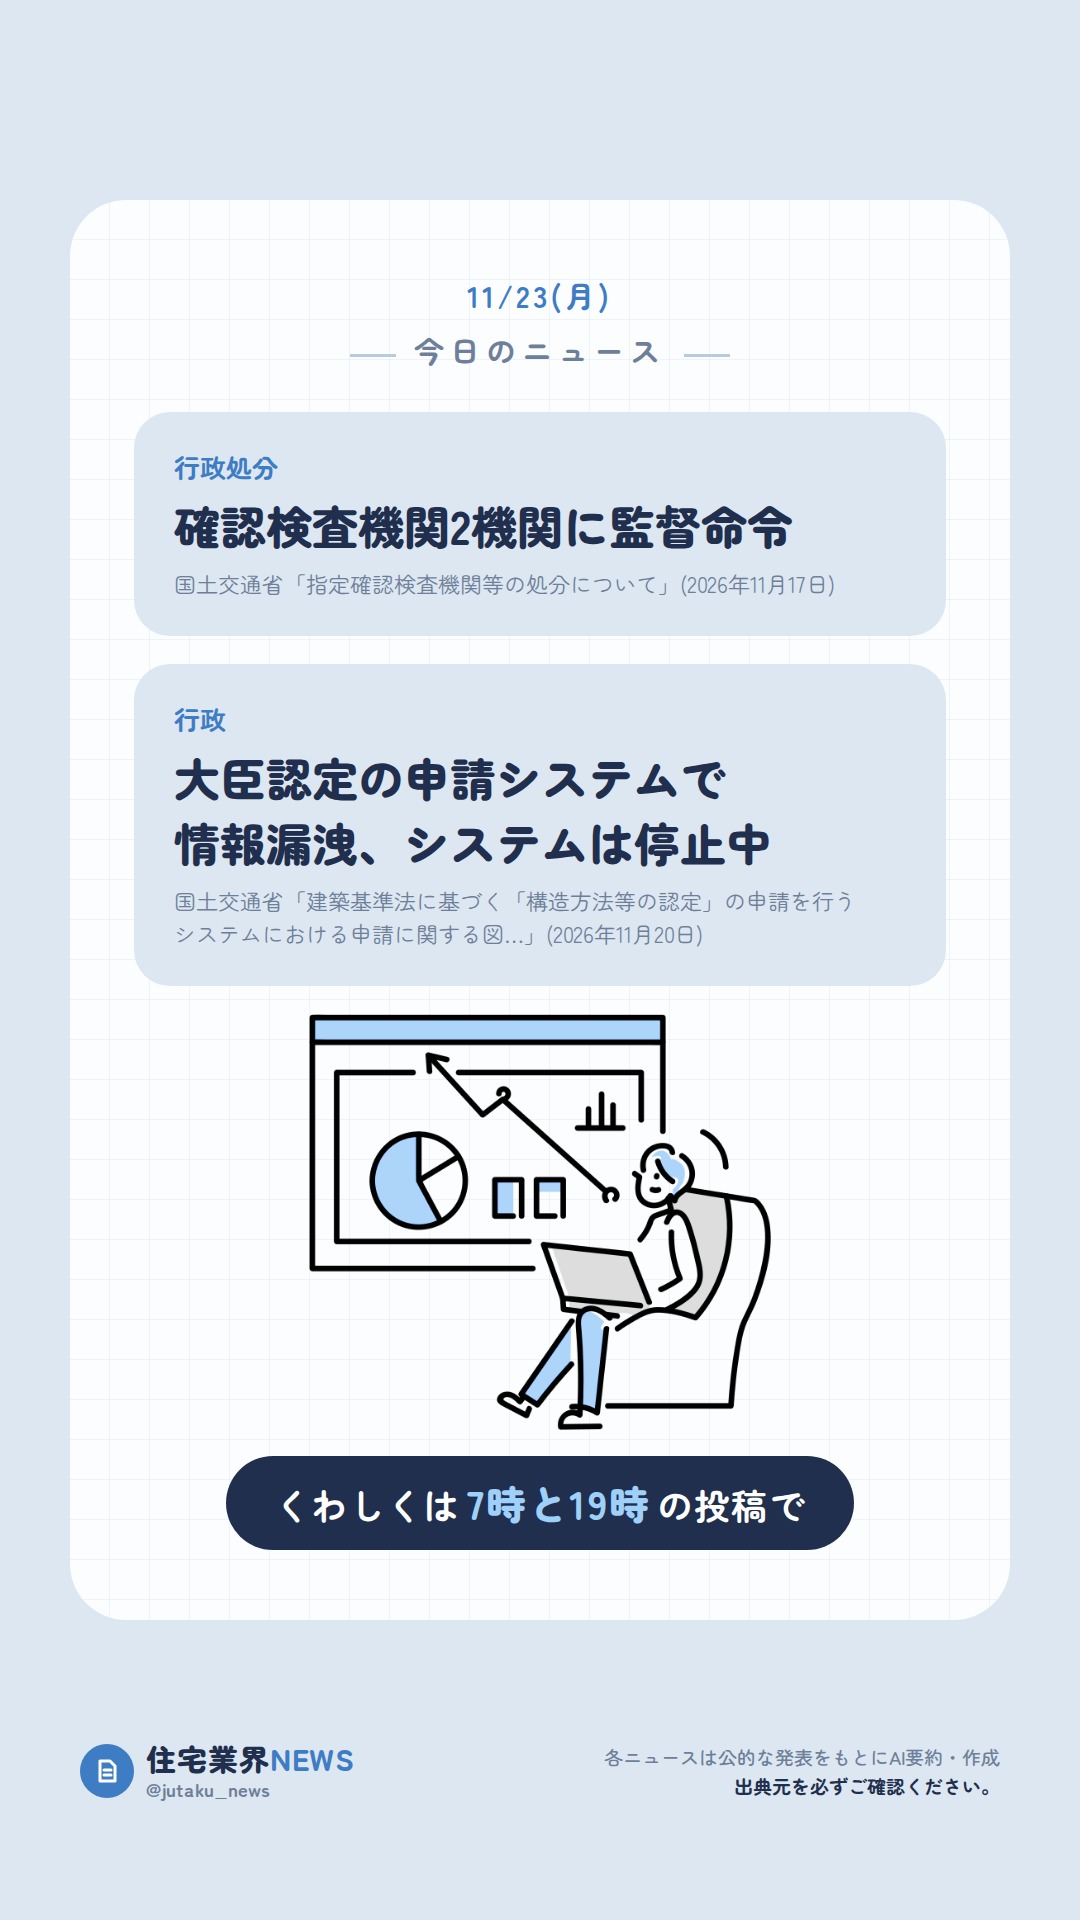 11/23(月)
今日のニュース
行政処分
確認検査機関2機関に監督命令
国土交通省「指定確認検査機関等の処分について」(2026年11月17日)
行政
大臣認定の申請システムで
情報漏洩、システムは停止中
国土交通省「建築基準法に基づく「構造方法等の認定」の申請を行う
システムにおける申請に関する図…」(2026年11月20日)
くわしくは7時と19時の投稿で
住宅業界NEWS
@jutaku_news
各ニュースは公的な発表をもとにAI要約・作成
出典元を必ずご確認ください。